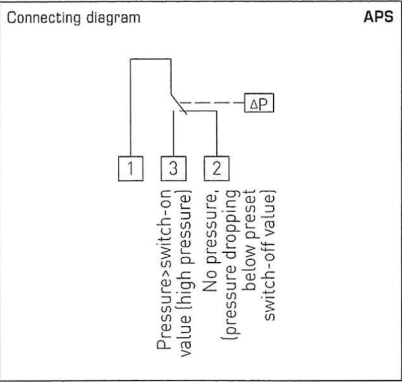 Connecting diagram
APS
ΔP
1
3
2
Pressure>switch-on
value (high pressure)
No pressure,
(pressure dropping
below preset
switch-off value)